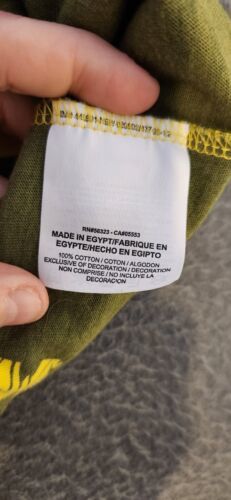 RN#56323 - CA#05553
MADE IN EGYPT/FABRIQUE EN
EGYPTE/HECHO EN EGIPTO
100% COTTON / COTON / ALGODON
EXCLUSIVE OF DECORATION / DECORATION
NON COMPRISE / NO INCLUYE LA
DECORACION